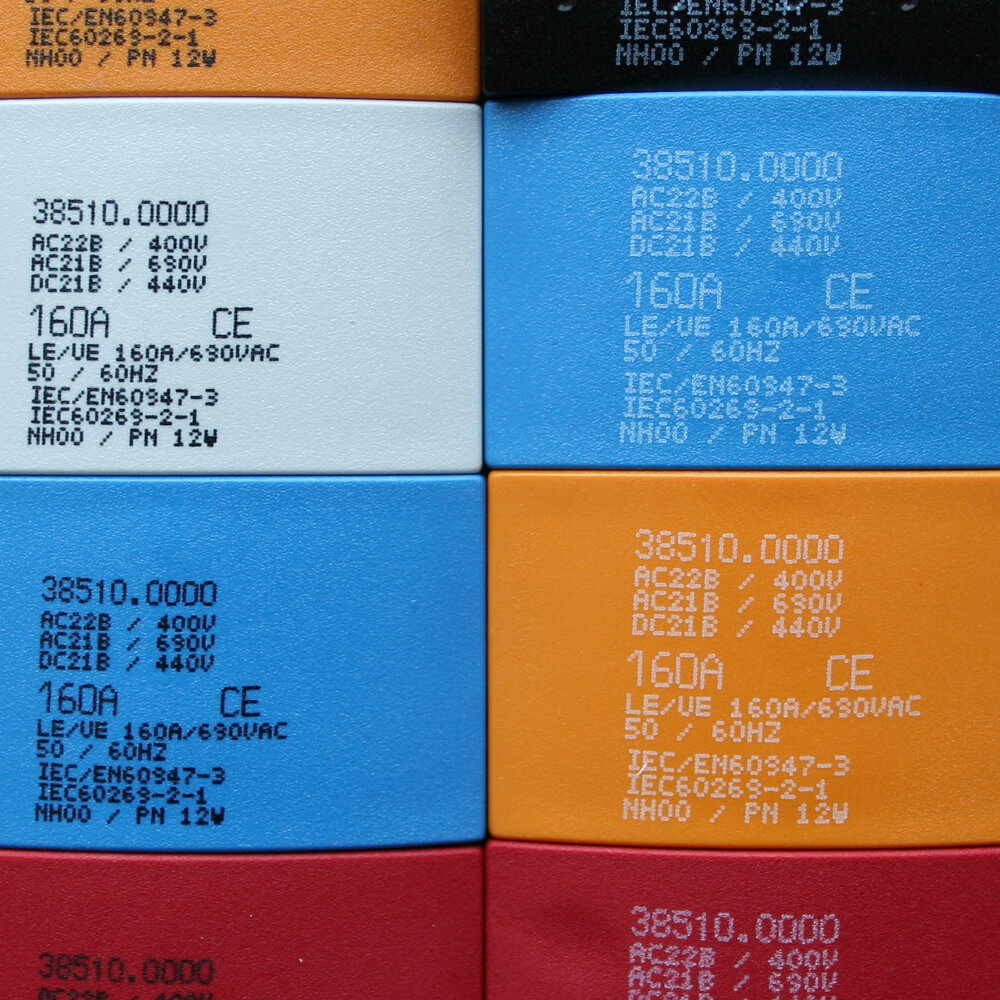 IEC/EN60947-3
IEC60269-2-1
NH00 / PN 12W
IEC/EN60947-3
IEC60269-2-1
NH00 / PN 12W
38510.0000
AC22B / 400V
AC21B / 690V
DC21B / 440V
160A CE
LE/VE 160A/690VAC
50 / 60HZ
IEC/EN60947-3
IEC60269-2-1
NH00 / PN 12W
38510.0000
AC22B / 400V
AC21B / 690V
DC21B / 440V
160A CE
LE/VE 160A/690VAC
50 / 60HZ
IEC/EN60947-3
IEC60269-2-1
NH00 / PN 12W
38510.0000
AC22B / 400V
AC21B / 690V
DC21B / 440V
160A CE
LE/VE 160A/690VAC
50 / 60HZ
IEC/EN60947-3
IEC60269-2-1
NH00 / PN 12W
38510.0000
AC22B / 400V
AC21B / 690V
DC21B / 440V
160A CE
LE/VE 160A/690VAC
50 / 60HZ
IEC/EN60947-3
IEC60269-2-1
NH00 / PN 12W
38510.0000
AC22B / 400V
38510.0000
AC22B / 400V
AC21B / 690V